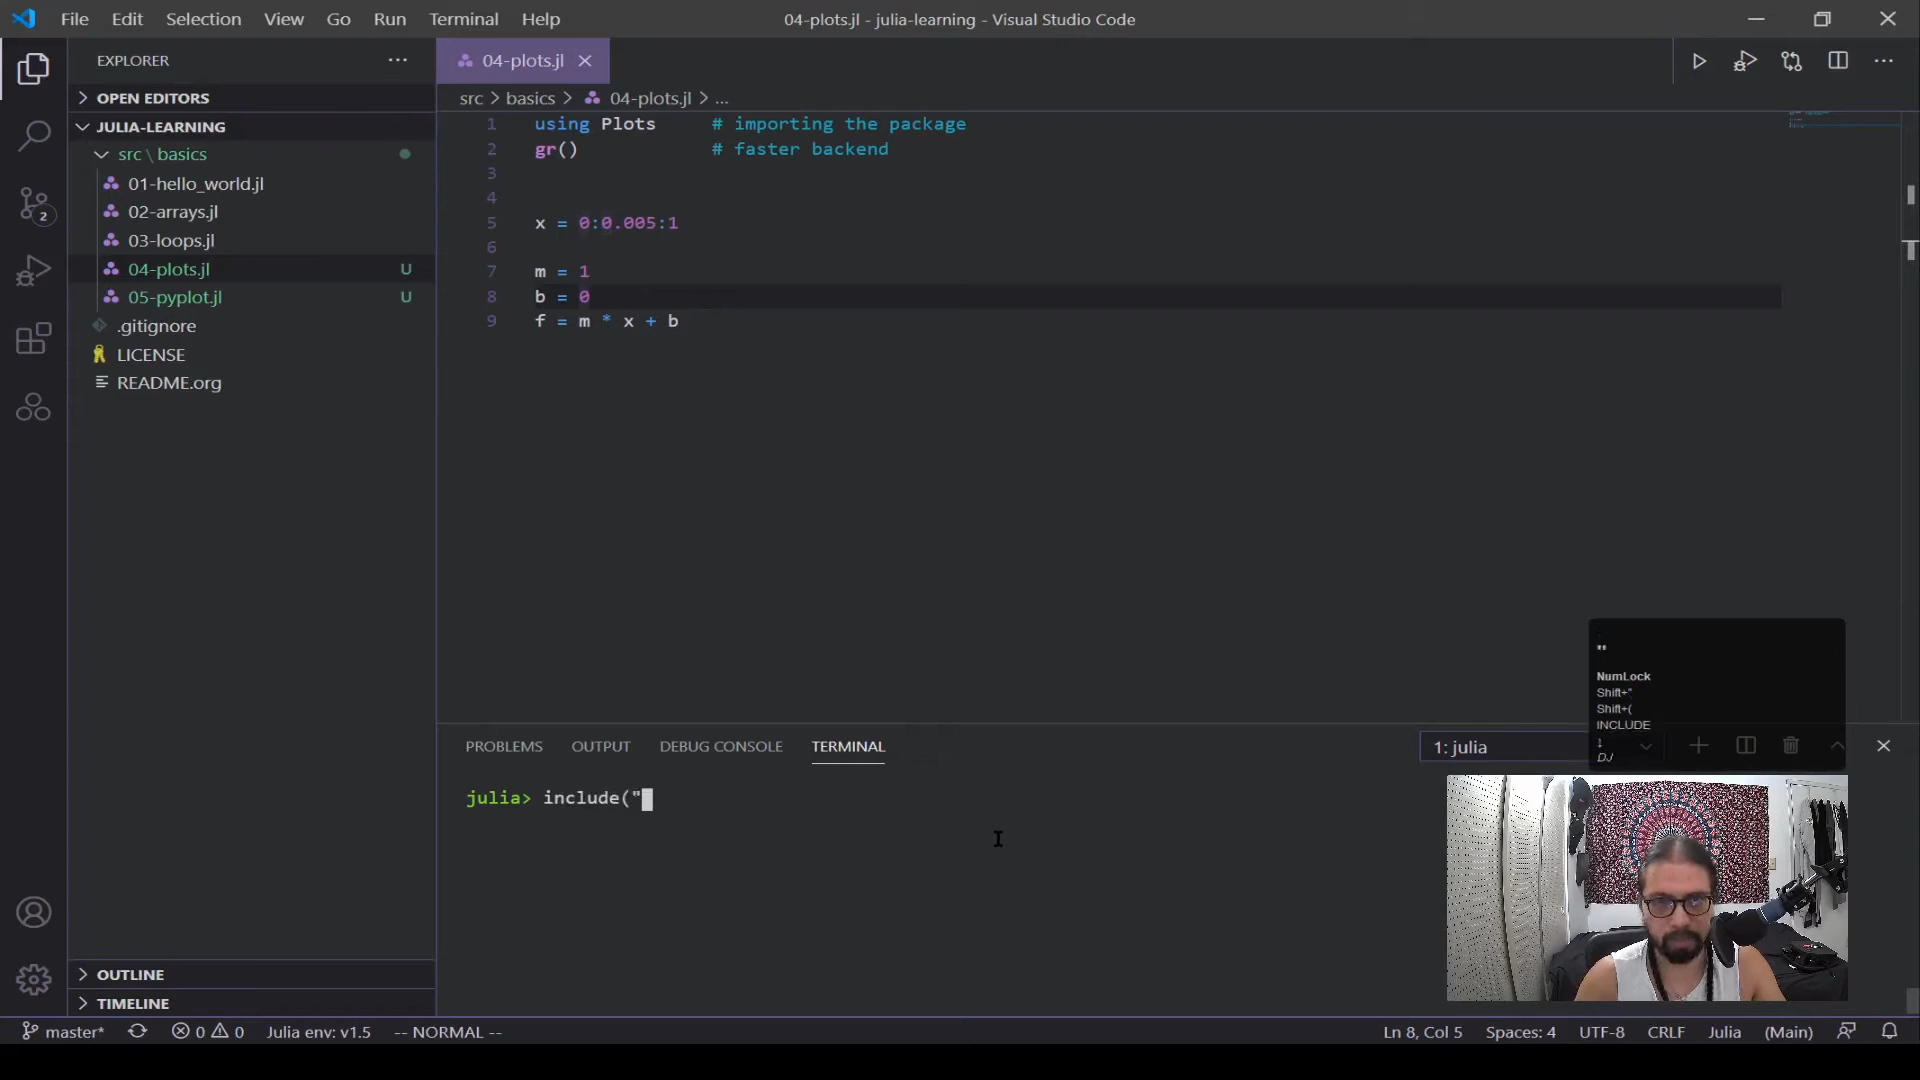 File Edit Selection View Go Run Terminal Help
04-plots.jl - julia-learning - Visual Studio Code
EXPLORER
OPEN EDITORS
JULIA-LEARNING
src \ basics
01-hello_world.jl
02-arrays.jl
03-loops.jl
04-plots.jl U
05-pyplot.jl U
.gitignore
LICENSE
README.org
OUTLINE
TIMELINE
2
04-plots.jl
src > basics > 04-plots.jl > ...
1 using Plots # importing the package
2 gr() # faster backend
3
4
5 x = 0:0.005:1
6
7 m = 1
8 b = 0
9 f = m * x + b
""
NumLock
Shift+"
Shift+(
INCLUDE
DJ
PROBLEMS OUTPUT DEBUG CONSOLE TERMINAL
1: julia
julia> include("
master* 0 0 Julia env: v1.5 -- NORMAL --
Ln 8, Col 5 Spaces: 4 UTF-8 CRLF Julia (Main)